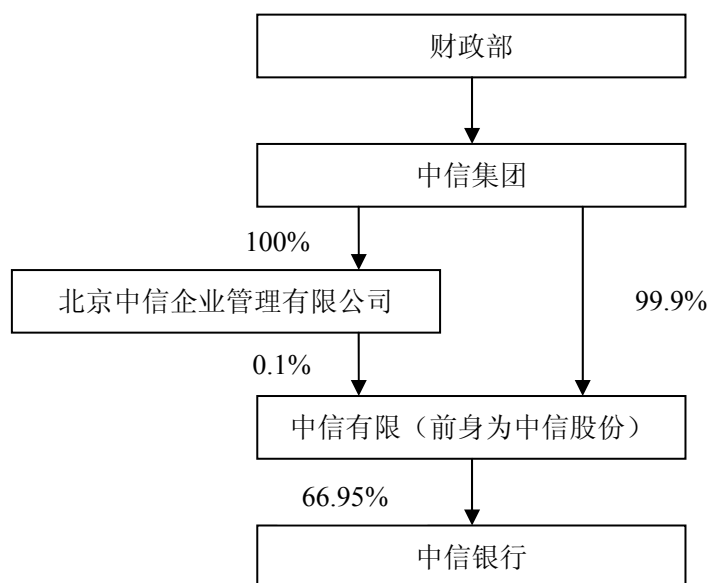 财政部
中信集团
100%
北京中信企业管理有限公司
99.9%
0.1%
中信有限（前身为中信股份）
66.95%
中信银行